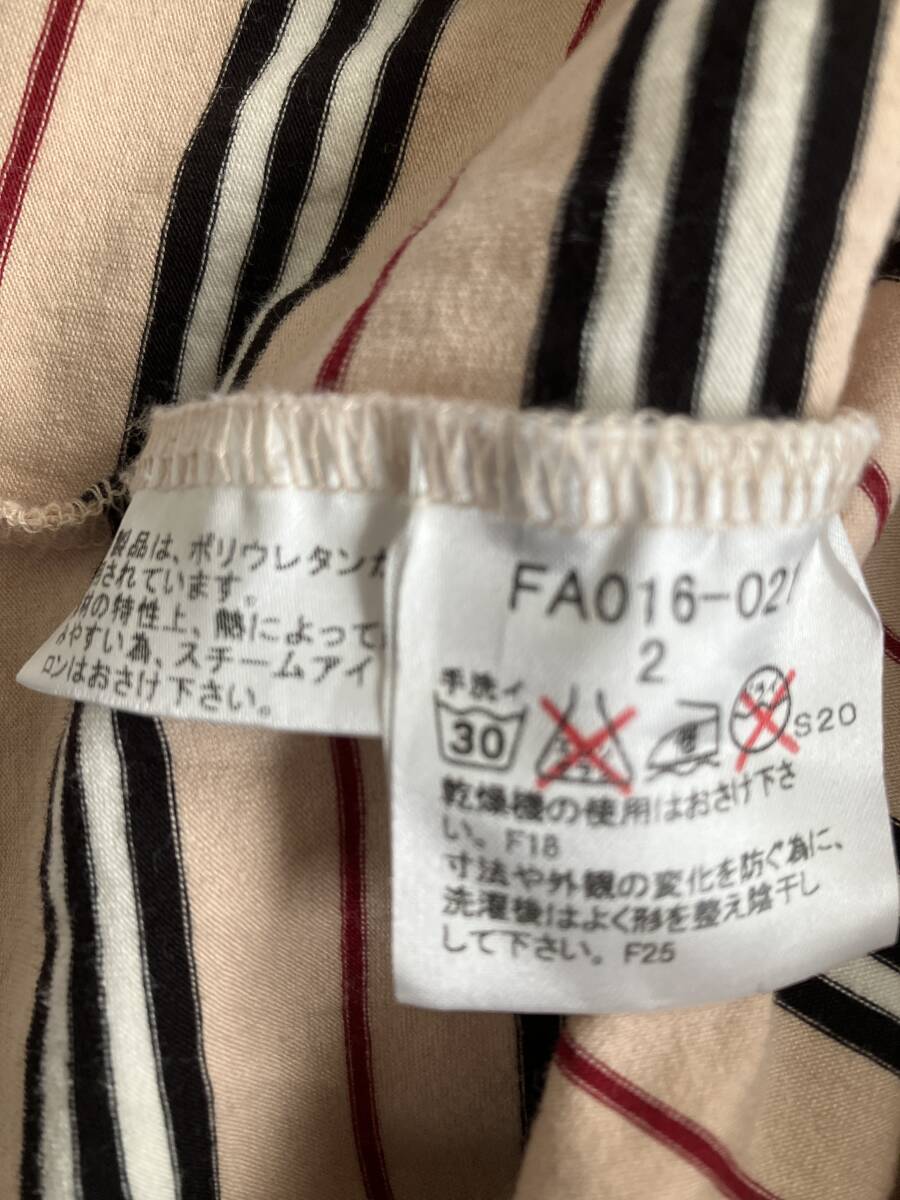 製品は、ポリウレタンが
されています。
の特性上、熱によって
みやすい為、スチームアイ
ロンはおさけ下さい。
FA016-02
2
手洗イ
30
ドライ
S20
乾燥機の使用はおさけ下さ
い。F18
寸法や外観の変化を防ぐ為に、
洗濯後はよく形を整え陰干し
して下さい。F25